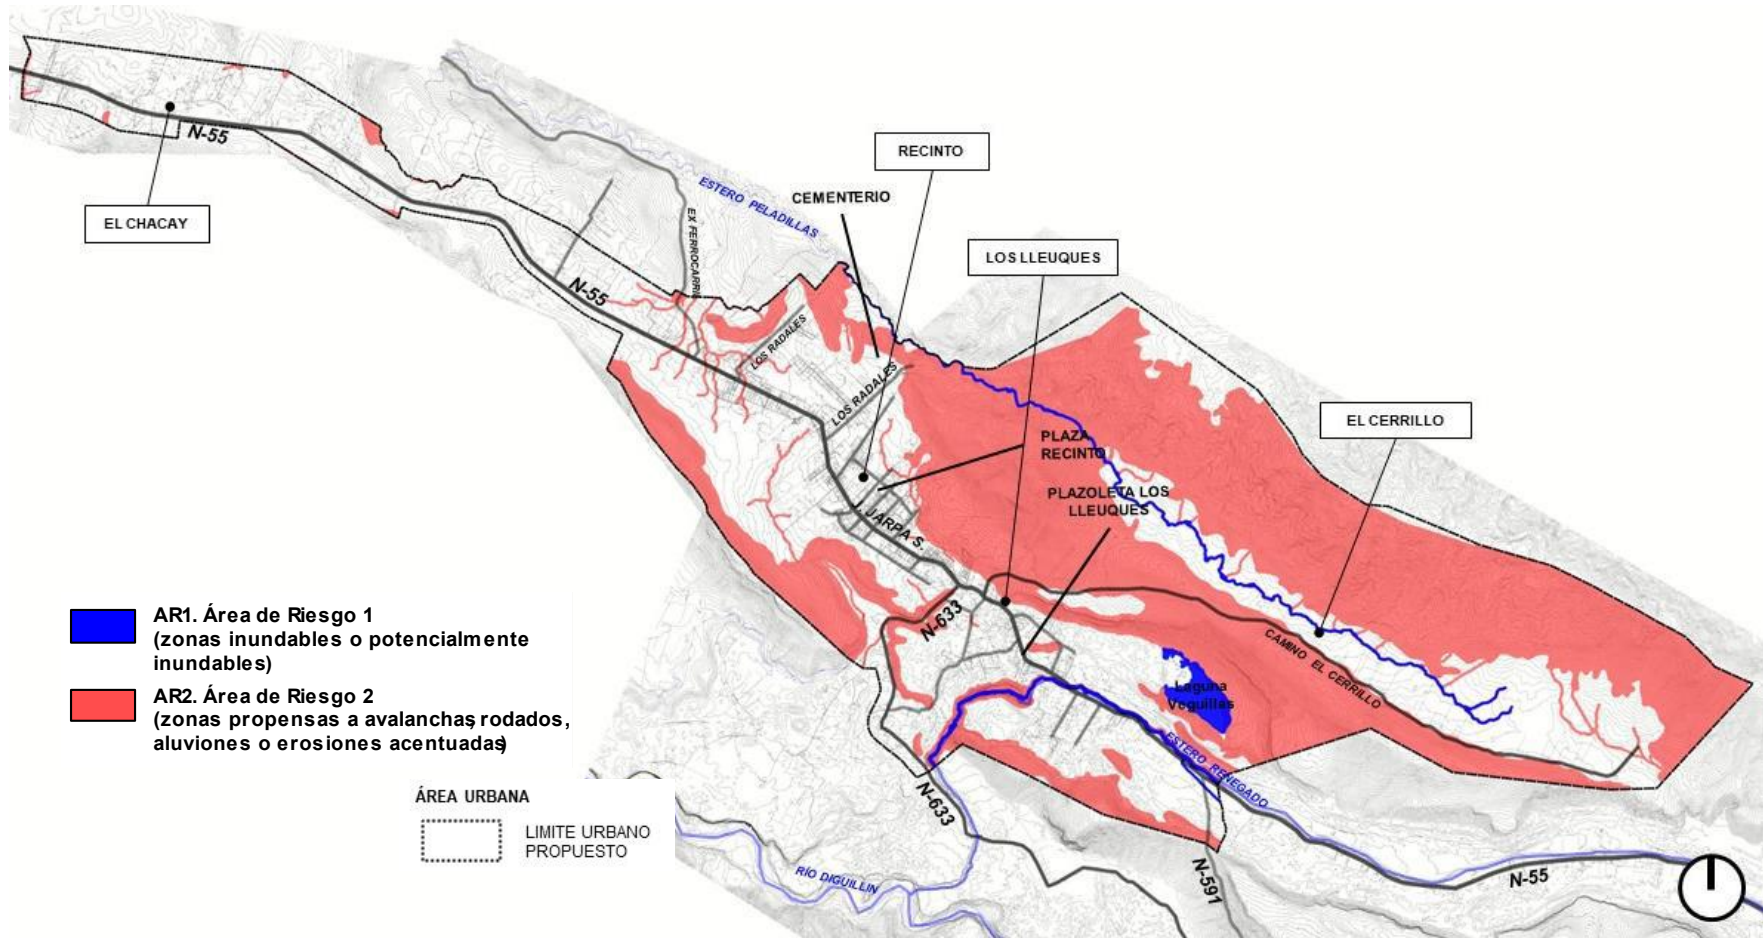 RECINTO
CEMENTERIO
ESTERO PELADILLAS
N-55
EL CHACAY
EX FERROCARRIL
LOS LLEUQUES
N-55
LOS RADALES
LOS RADALES
EL CERRILLO
PLAZA
RECINTO
PLAZOLETA LOS
LLEUQUES
J. JARPA S.
N-633
CAMINO EL CERRILLO
Laguna
Veguillas
ESTERO RENEGADO
AR1. Área de Riesgo 1
(zonas inundables o potencialmente
inundables)
AR2. Área de Riesgo 2
(zonas propensas a avalanchas, rodados,
aluviones o erosiones acentuadas)
ÁREA URBANA
LIMITE URBANO
PROPUESTO
N-633
RÍO DIGUILLIN
N-591
N-55